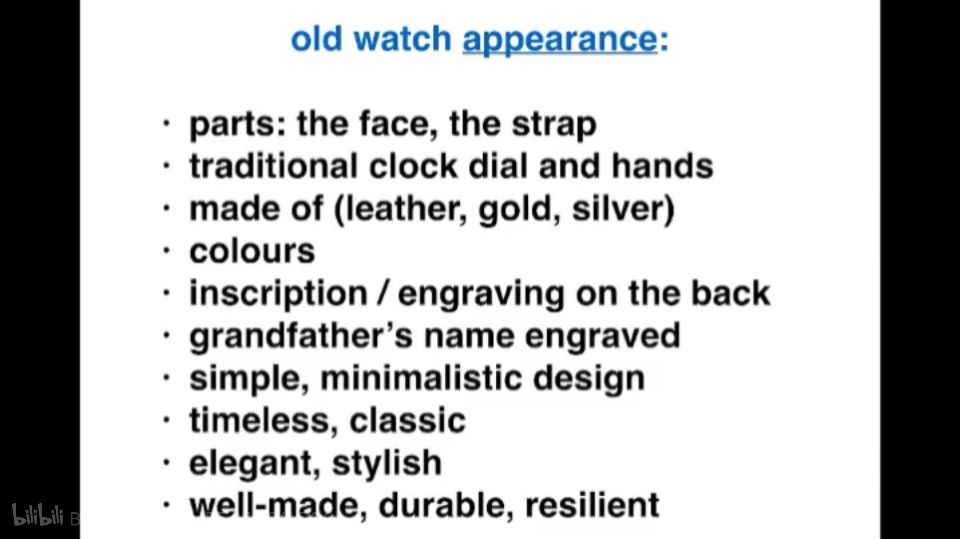 old watch appearance:
· parts: the face, the strap
· traditional clock dial and hands
· made of (leather, gold, silver)
· colours
· inscription / engraving on the back
· grandfather’s name engraved
· simple, minimalistic design
· timeless, classic
· elegant, stylish
· well-made, durable, resilient
bilibili B